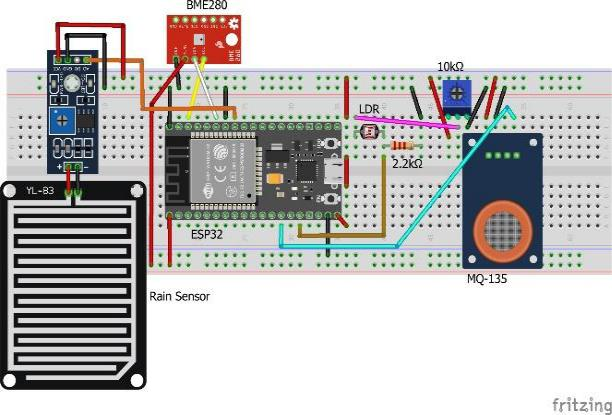 BME280
10kΩ
LDR
2.2kΩ
YL-83
ESP32
MQ-135
Rain Sensor
fritzing